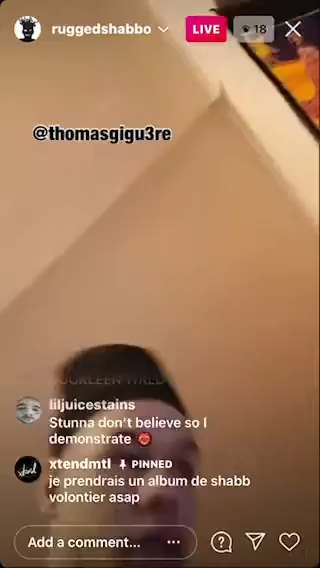 ruggedshabbo
LIVE
18
@thomasgigu3re
liljuicestains
Stunna don't believe so I
demonstrate
xtendmtl PINNED
je prendrais un album de shabb
volontier asap
Add a comment...